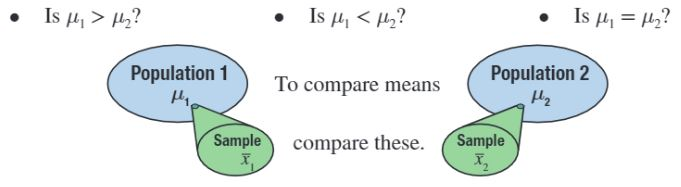 • Is μ₁ > μ₂?
• Is μ₁ < μ₂?
• Is μ₁ = μ₂?
Population 1
μ₁
To compare means
Population 2
μ₂
Sample
x̄₁
compare these.
Sample
x̄₂